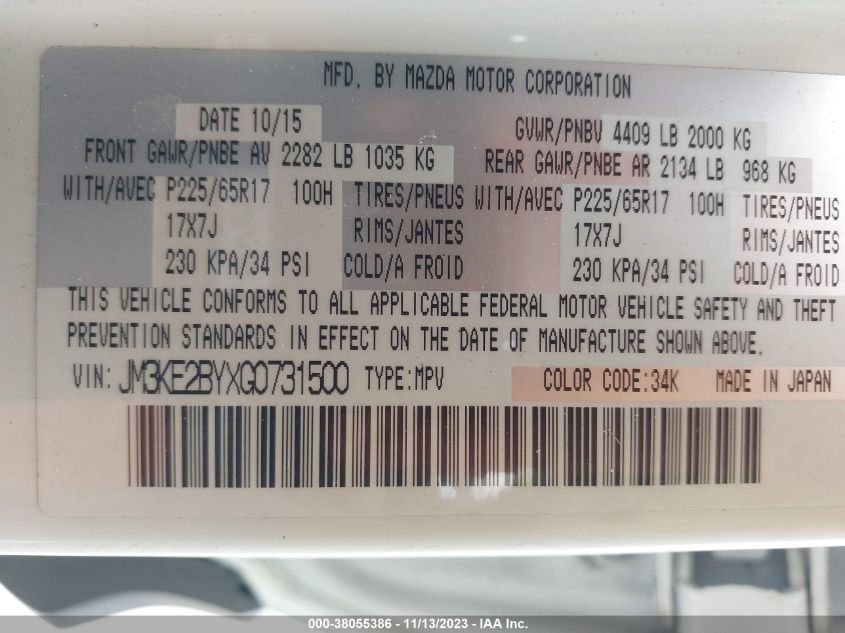 MFD. BY MAZDA MOTOR CORPORATION
DATE 10/15 GVWR/PNBV 4409 LB 2000 KG
FRONT GAWR/PNBE AV 2282 LB 1035 KG REAR GAWR/PNBE AR 2134 LB 968 KG
WITH/AVEC P225/65R17 100H TIRES/PNEUS WITH/AVEC P225/65R17 100H TIRES/PNEUS
17X7J RIMS/JANTES 17X7J RIMS/JANTES
230 KPA/34 PSI COLD/A FROID 230 KPA/34 PSI COLD/A FROID
THIS VEHICLE CONFORMS TO ALL APPLICABLE FEDERAL MOTOR VEHICLE SAFETY AND THEFT
PREVENTION STANDARDS IN EFFECT ON THE DATE OF MANUFACTURE SHOWN ABOVE.
VIN: JM3KE2BYXG0731500 TYPE:MPV COLOR CODE:34K MADE IN JAPAN
000-38055386 - 11/13/2023 - IAA Inc.